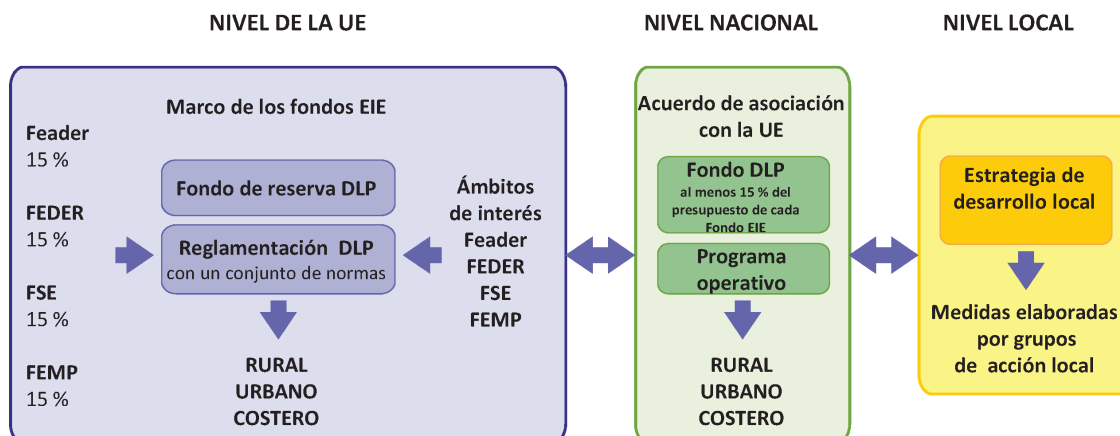 NIVEL DE LA UE
NIVEL NACIONAL
NIVEL LOCAL
Marco de los fondos EIE
Feader
15 %
FEDER
15 %
FSE
15 %
FEMP
15 %
Fondo de reserva DLP
Reglamentación DLP
con un conjunto de normas
Ámbitos
de interés
Feader
FEDER
FSE
FEMP
RURAL
URBANO
COSTERO
Acuerdo de asociación
con la UE
Fondo DLP
al menos 15 % del
presupuesto de cada
Fondo EIE
Programa
operativo
RURAL
URBANO
COSTERO
Estrategia de
desarrollo local
Medidas elaboradas
por grupos
de acción local